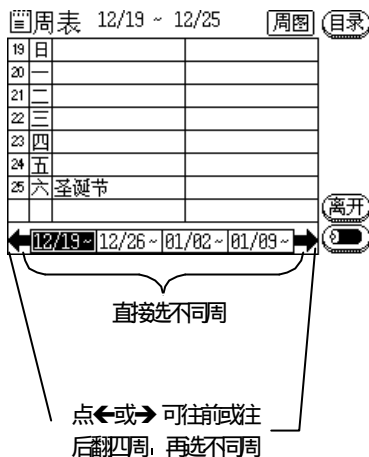 周表 12/19 ~ 12/25 周图 目录
19 日
20 一
21 二
22 三
23 四
24 五
25 六 圣诞节
离开
12/19~ 12/26~ 01/02~ 01/09~
直接选不同周
点←或→ 可往前或往
后翻四周，再选不同周